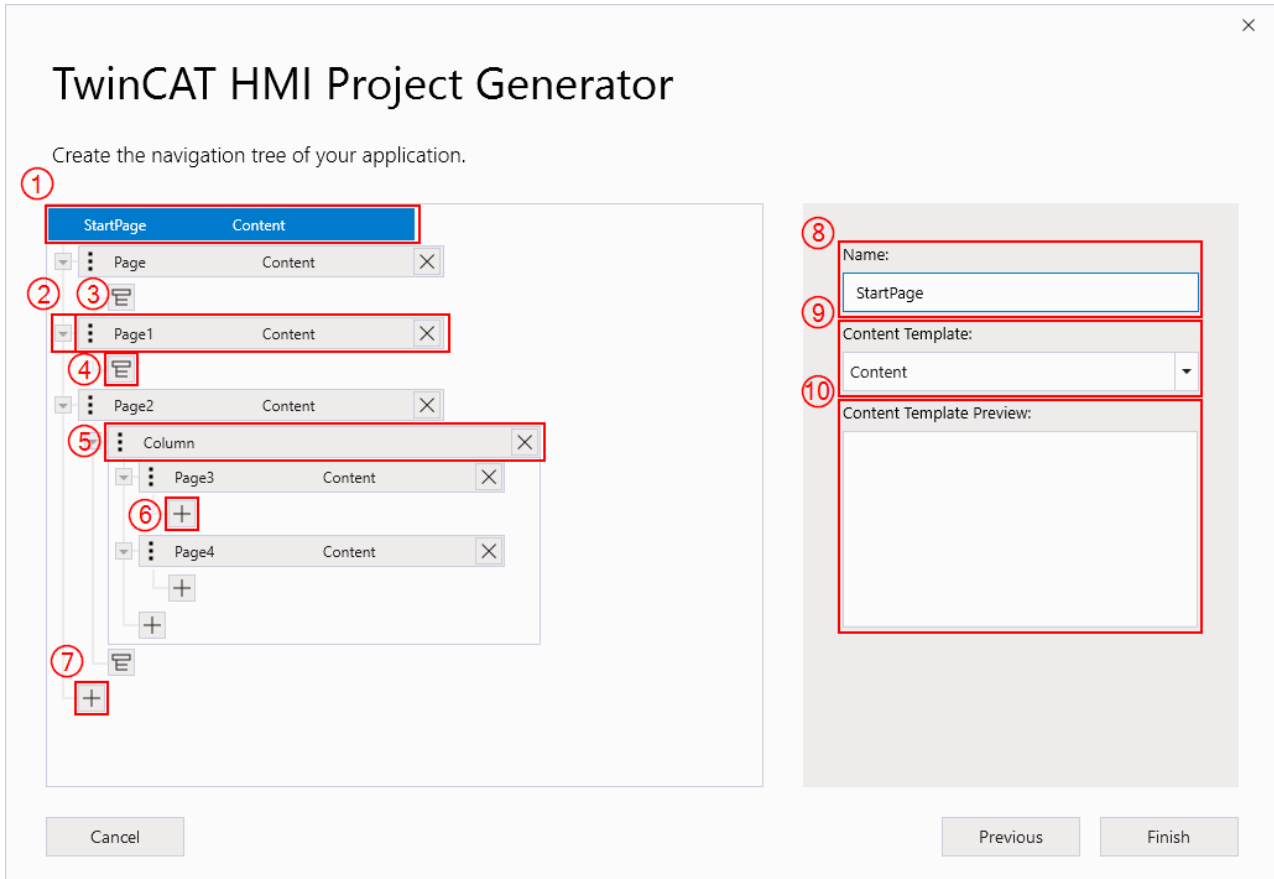 TwinCAT HMI Project Generator
Create the navigation tree of your application.
1
StartPage Content
Page Content
2 3
Page1 Content
4
Page2 Content
5 Column
Page3 Content
6
Page4 Content
7
8
Name:
StartPage
9
Content Template:
Content
10
Content Template Preview:
Cancel Previous Finish